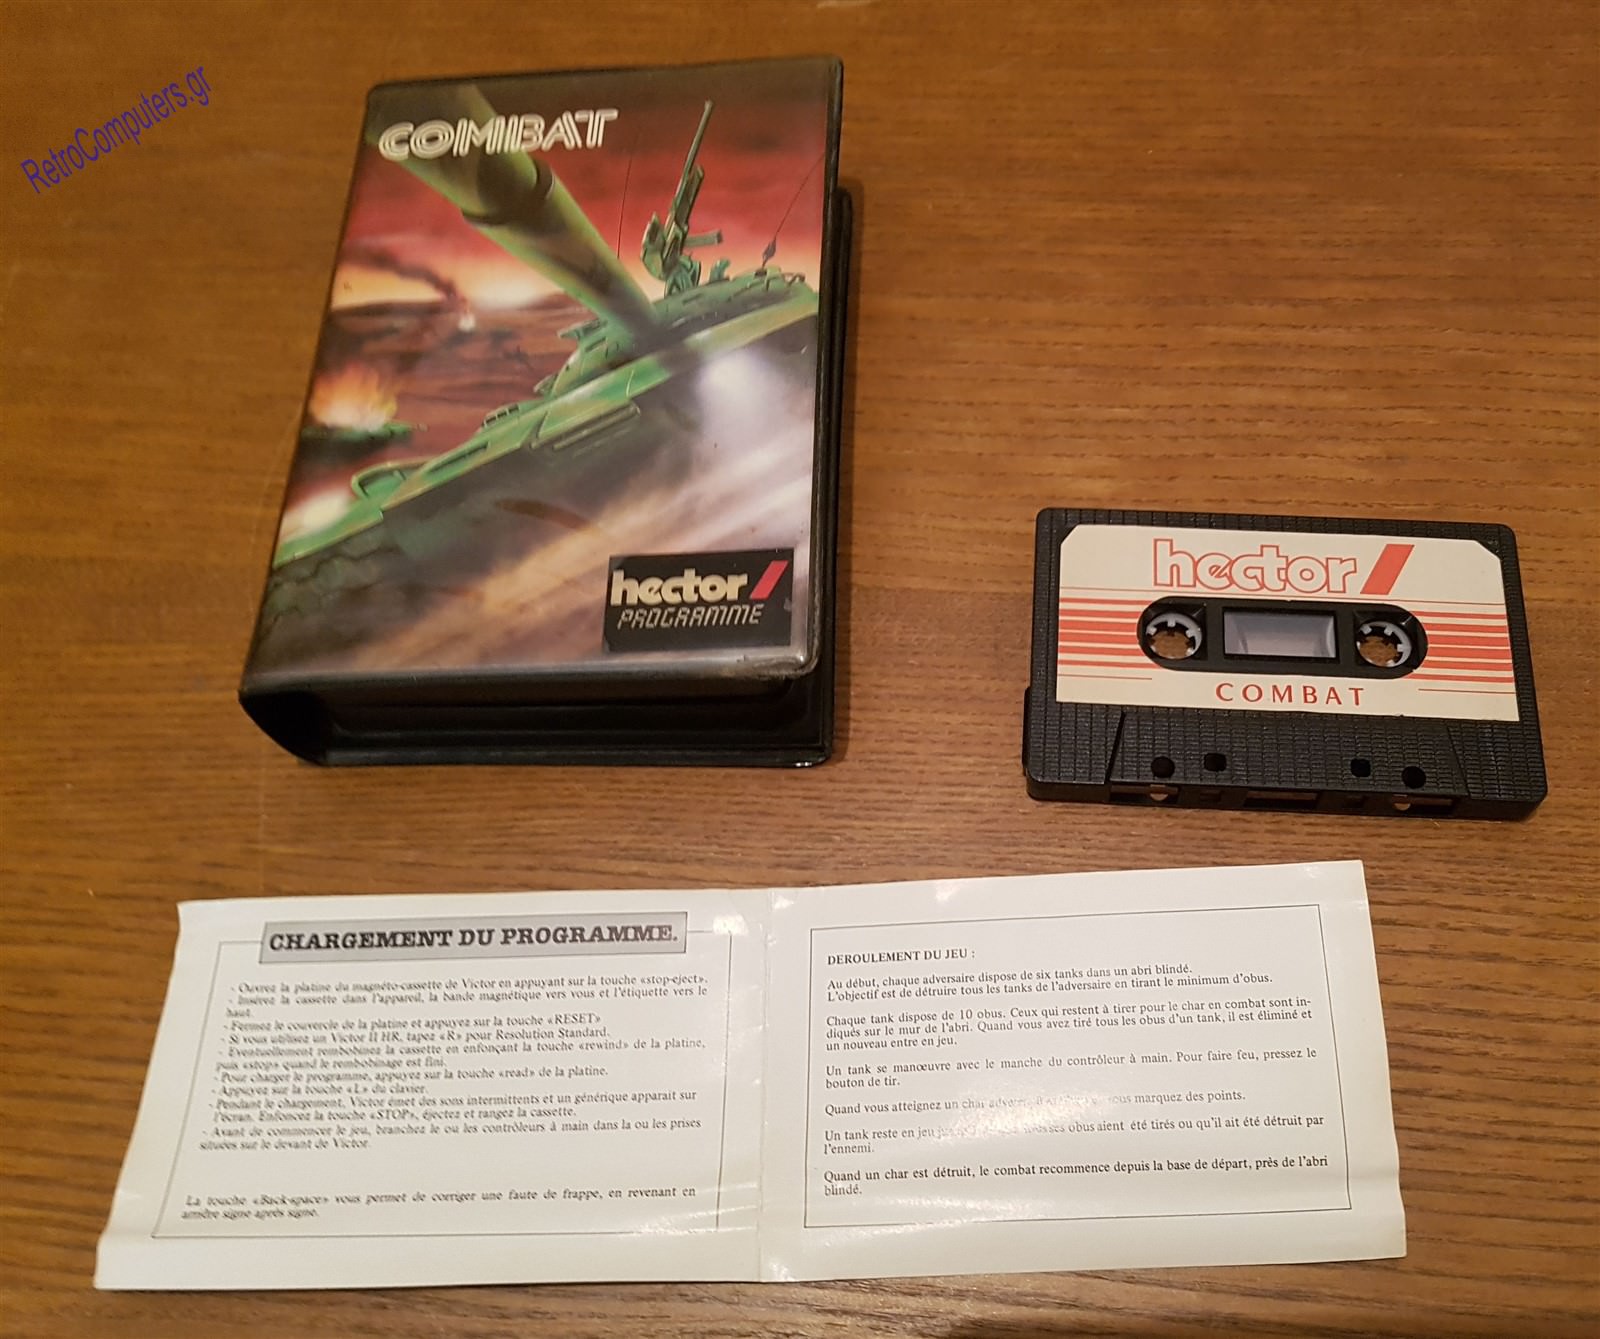 RetroComputers.gr
COMBAT
hector
PROGRAMME
hector
COMBAT
CHARGEMENT DU PROGRAMME.
- Ouvrez la platine du magnéto-cassette de Victor en appuyant sur la touche «stop-eject».
- Insérez la cassette dans l'appareil, la bande magnétique vers vous et l'étiquette vers le
haut.
- Fermez le couvercle de la platine et appuyez sur la touche «RESET»
- Si vous utilisez un Victor II HR, tapez «R» pour Resolution Standard.
- Eventuellement rembobinez la cassette en enfonçant la touche «rewind» de la platine,
puis «stop» quand le rembobinage est fini.
- Pour charger le programme, appuyez sur la touche «read» de la platine.
- Appuyez sur la touche «L» du clavier.
- Pendant le chargement, Victor émet des sons intermittents et un générique apparait sur
l'écran. Enfoncez la touche «STOP», éjectez et rangez la cassette.
- Avant de commencer le jeu, branchez le ou les contrôleurs à main dans la ou les prises
situées sur le devant de Victor.
La touche «Back-space» vous permet de corriger une faute de frappe, en revenant en
arrière signe après signe.
DEROULEMENT DU JEU :
Au début, chaque adversaire dispose de six tanks dans un abri blindé.
L'objectif est de détruire tous les tanks de l'adversaire en tirant le minimum d'obus.
Chaque tank dispose de 10 obus. Ceux qui restent à tirer pour le char en combat sont in-
diqués sur le mur de l'abri. Quand vous avez tiré tous les obus d'un tank, il est éliminé et
un nouveau entre en jeu.
Un tank se manœuvre avec le manche du contrôleur à main. Pour faire feu, pressez le
bouton de tir.
Quand vous atteignez un char vous marquez des points.
Un tank reste en jeu ses obus aient été tirés ou qu'il ait été détruit par
l'ennemi.
Quand un char est détruit, le combat recommence depuis la base de départ, près de l'abri
blindé.